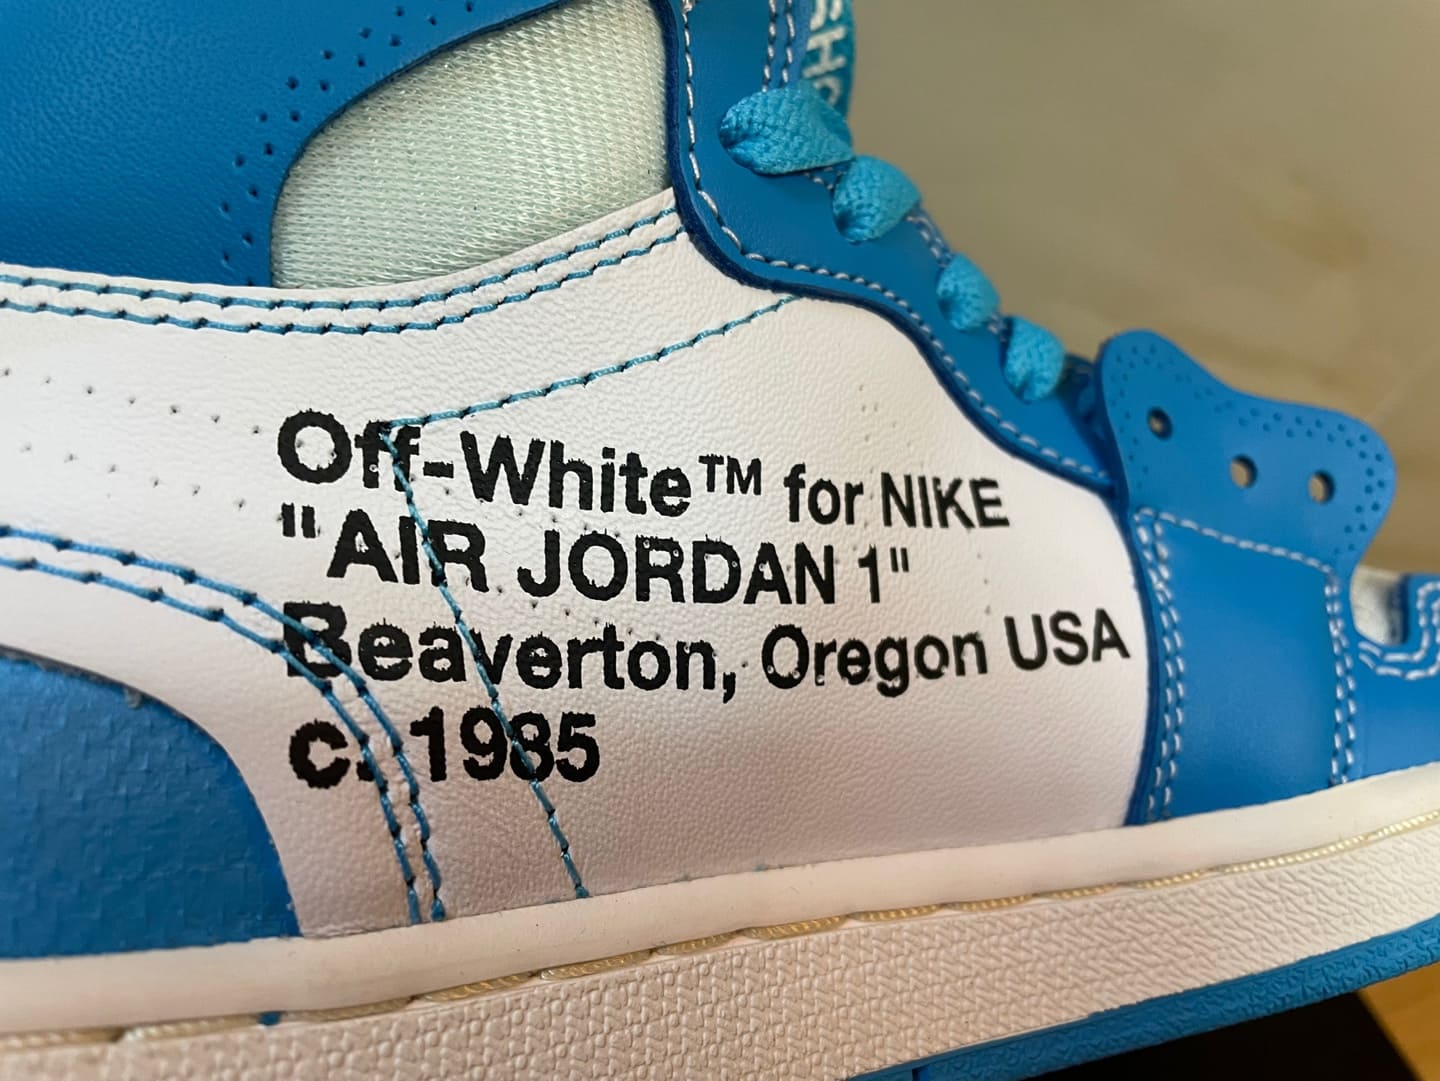 Off-White™ for NIKE
"AIR JORDAN 1"
Beaverton, Oregon USA
c. 1985